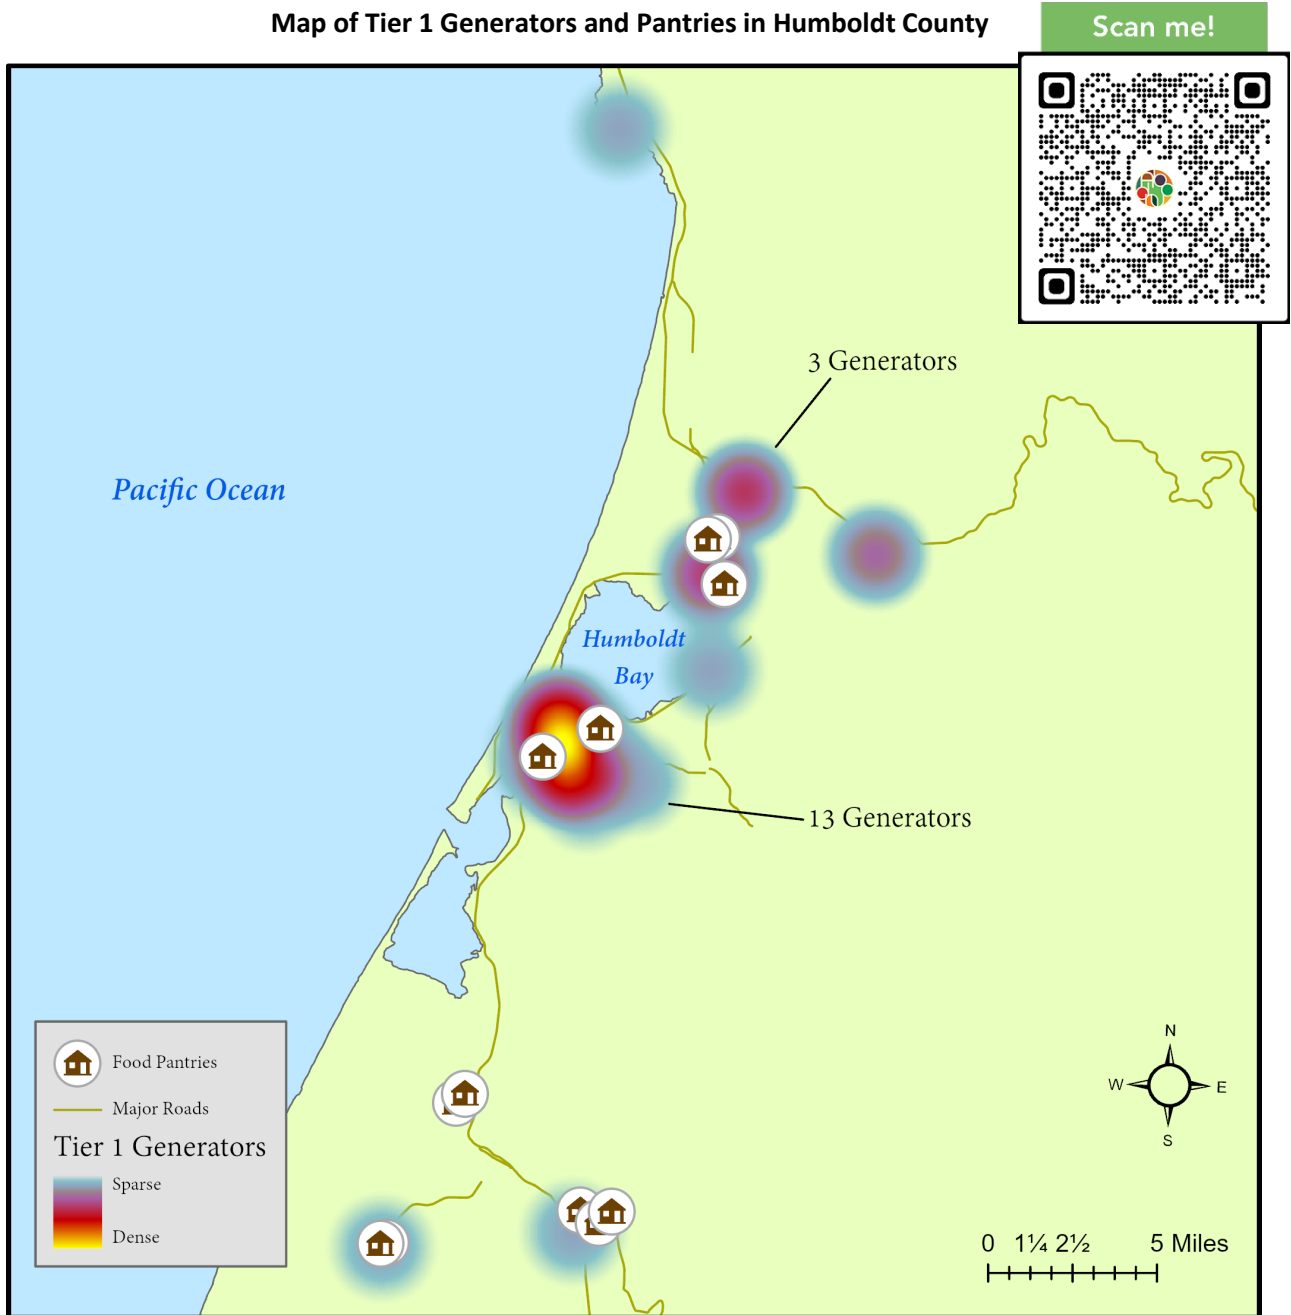 Map of Tier 1 Generators and Pantries in Humboldt County
Scan me!
3 Generators
Pacific Ocean
Humboldt
Bay
13 Generators
Food Pantries
Major Roads
Tier 1 Generators
Sparse
Dense
N
W
E
S
0 1¼ 2½ 5 Miles